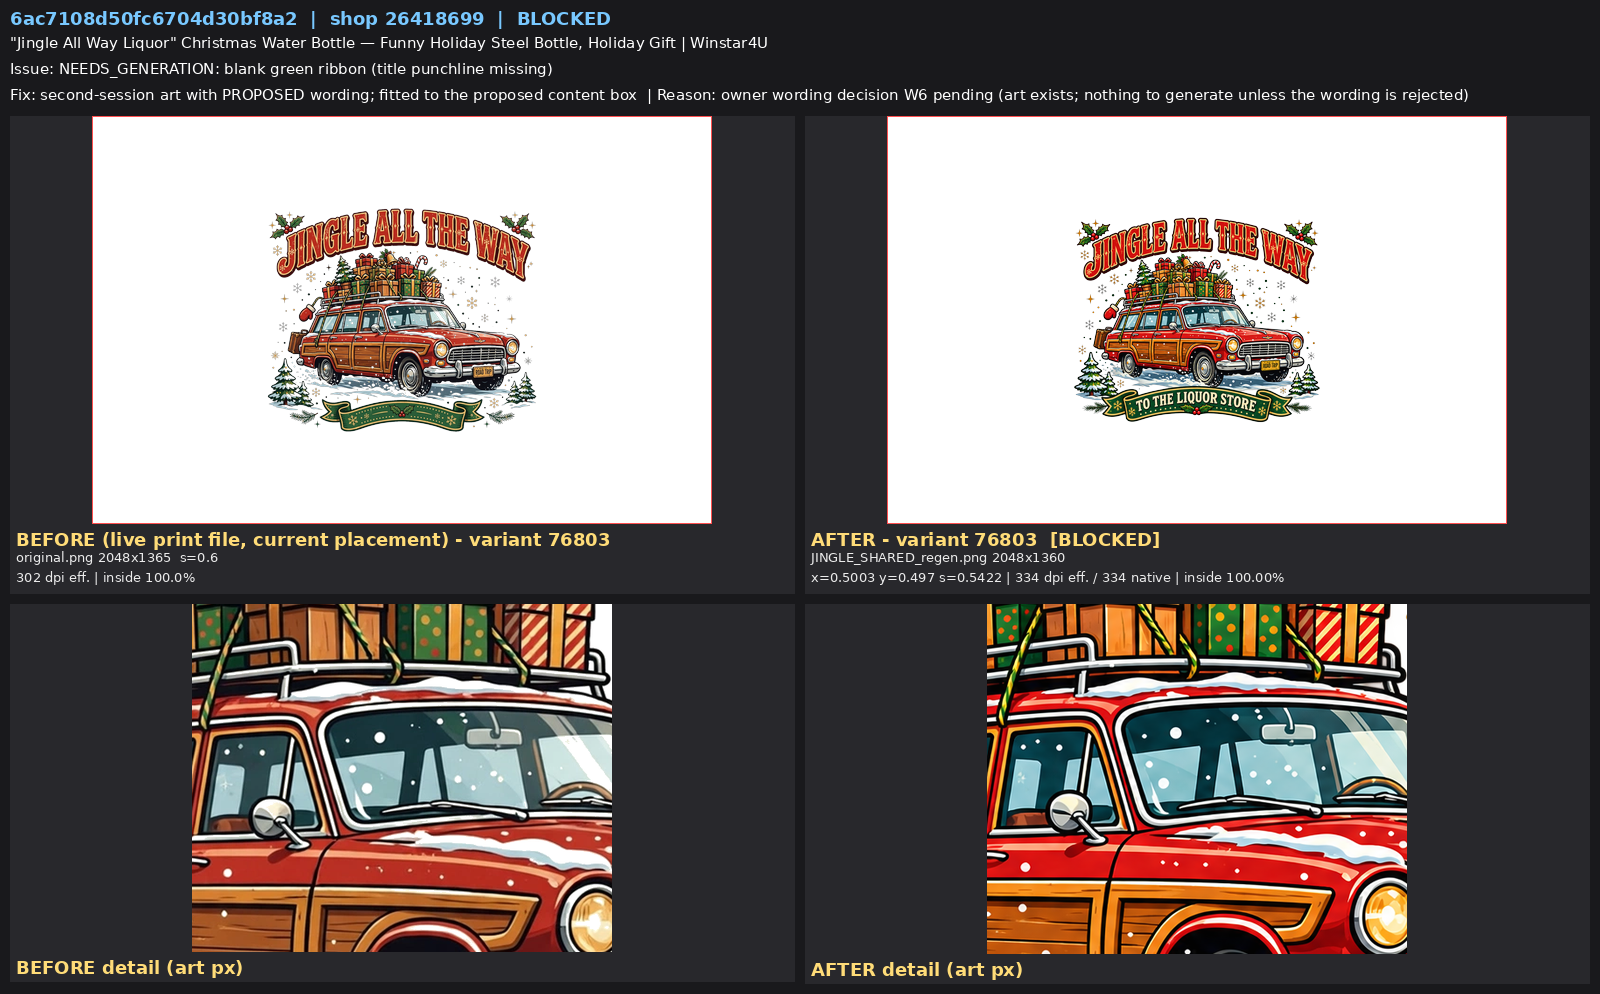 6ac7108d50fc6704d30bf8a2 | shop 26418699 | BLOCKED
"Jingle All Way Liquor" Christmas Water Bottle — Funny Holiday Steel Bottle, Holiday Gift | Winstar4U
Issue: NEEDS_GENERATION: blank green ribbon (title punchline missing)
Fix: second-session art with PROPOSED wording; fitted to the proposed content box | Reason: owner wording decision W6 pending (art exists; nothing to generate unless the wording is rejected)
JINGLE ALL THE WAY
ROAD TRIP
BEFORE (live print file, current placement) - variant 76803
original.png 2048x1365 s=0.6
302 dpi eff. | inside 100.0%
JINGLE ALL THE WAY
ROAD TRIP
TO THE LIQUOR STORE
AFTER - variant 76803 [BLOCKED]
JINGLE_SHARED_regen.png 2048x1360
x=0.5003 y=0.497 s=0.5422 | 334 dpi eff. / 334 native | inside 100.00%
BEFORE detail (art px)
AFTER detail (art px)